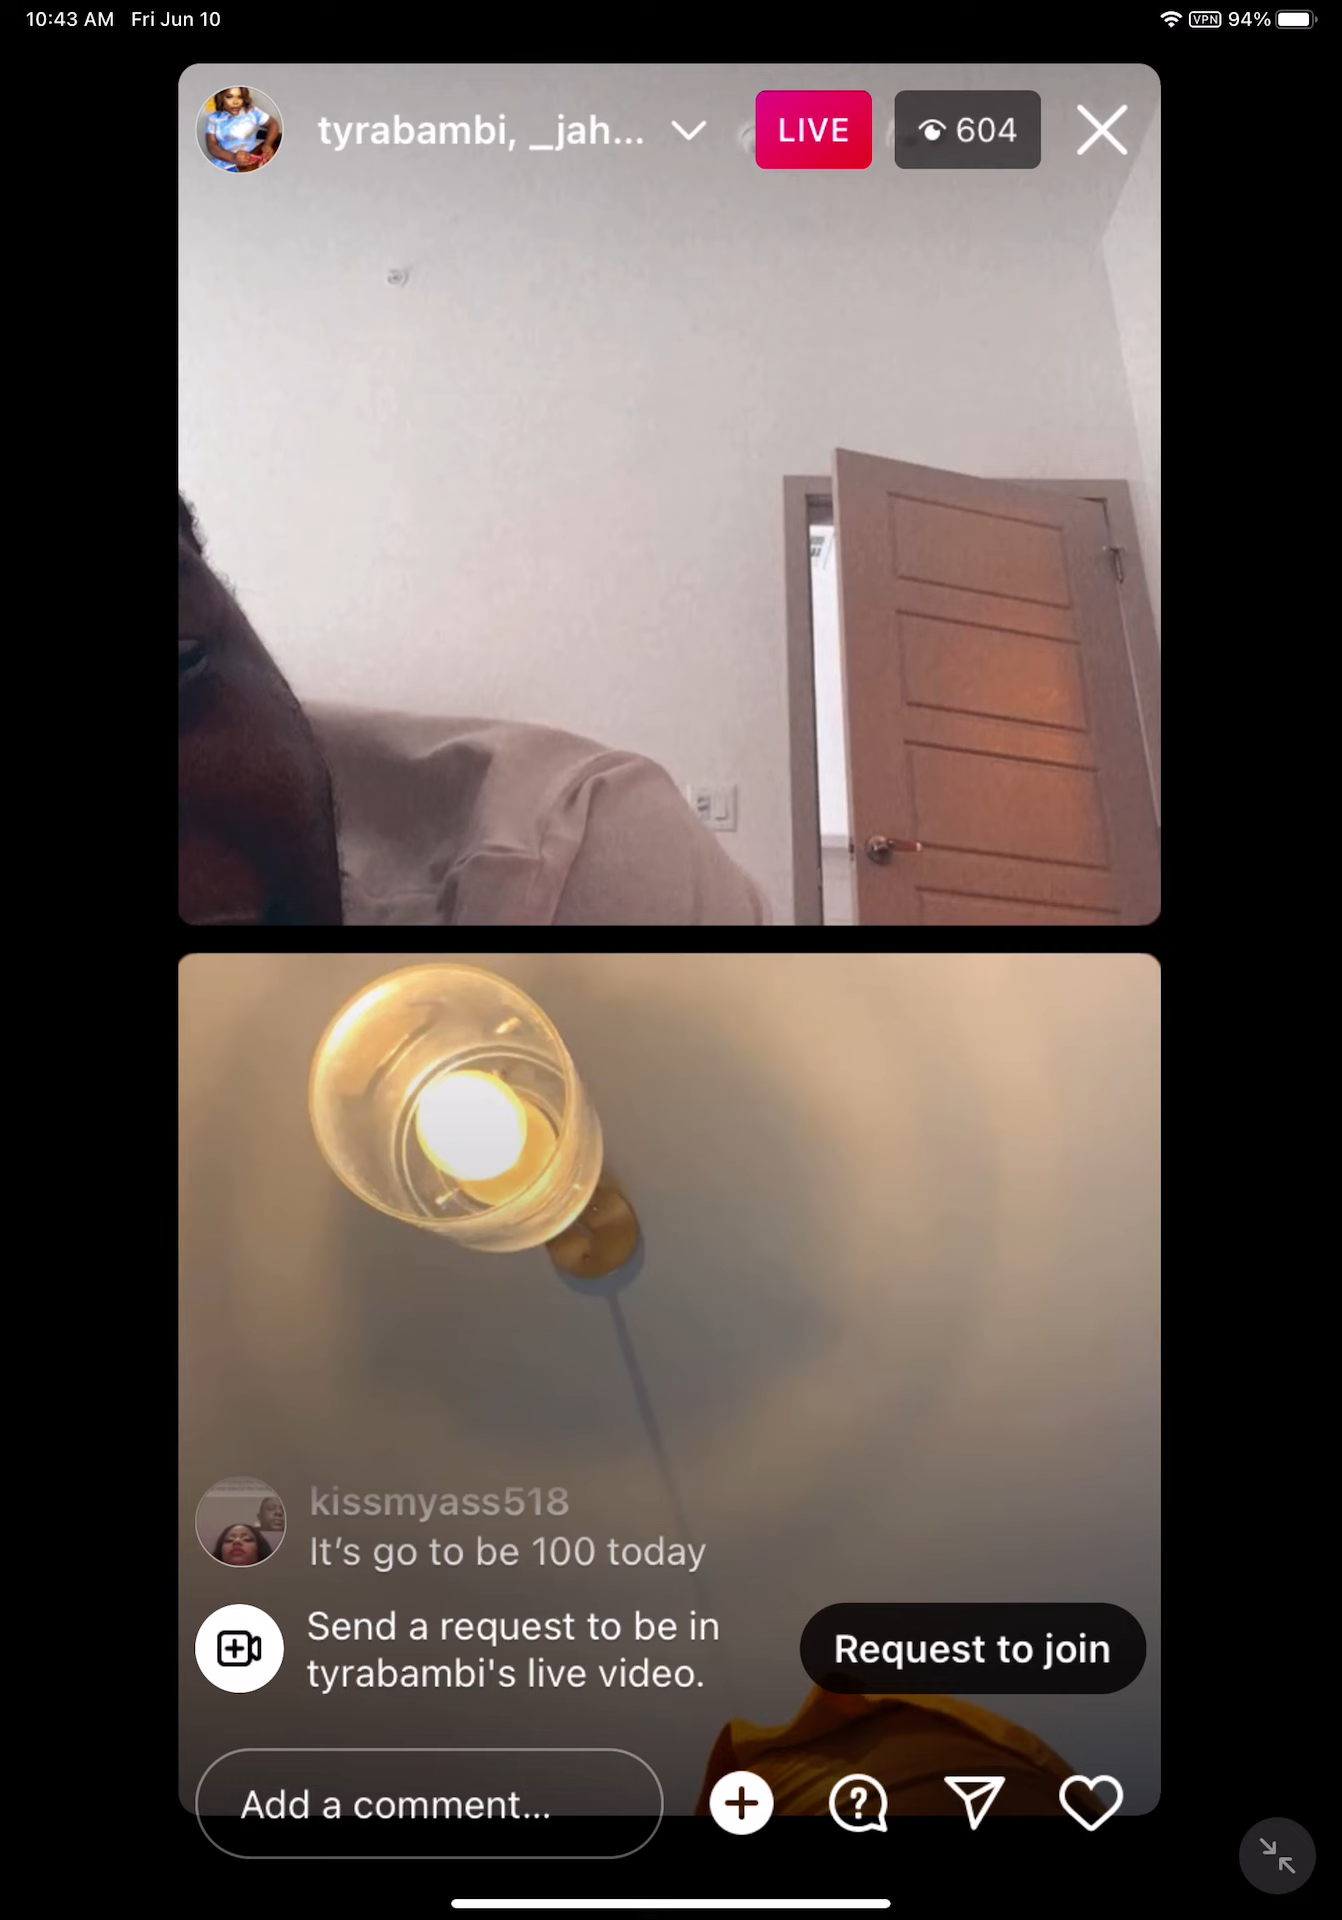 10:43 AM Fri Jun 10
VPN 94%
tyrabambi, _jah...
LIVE
604
kissmyass518
It's go to be 100 today
Send a request to be in
tyrabambi's live video.
Request to join
Add a comment...